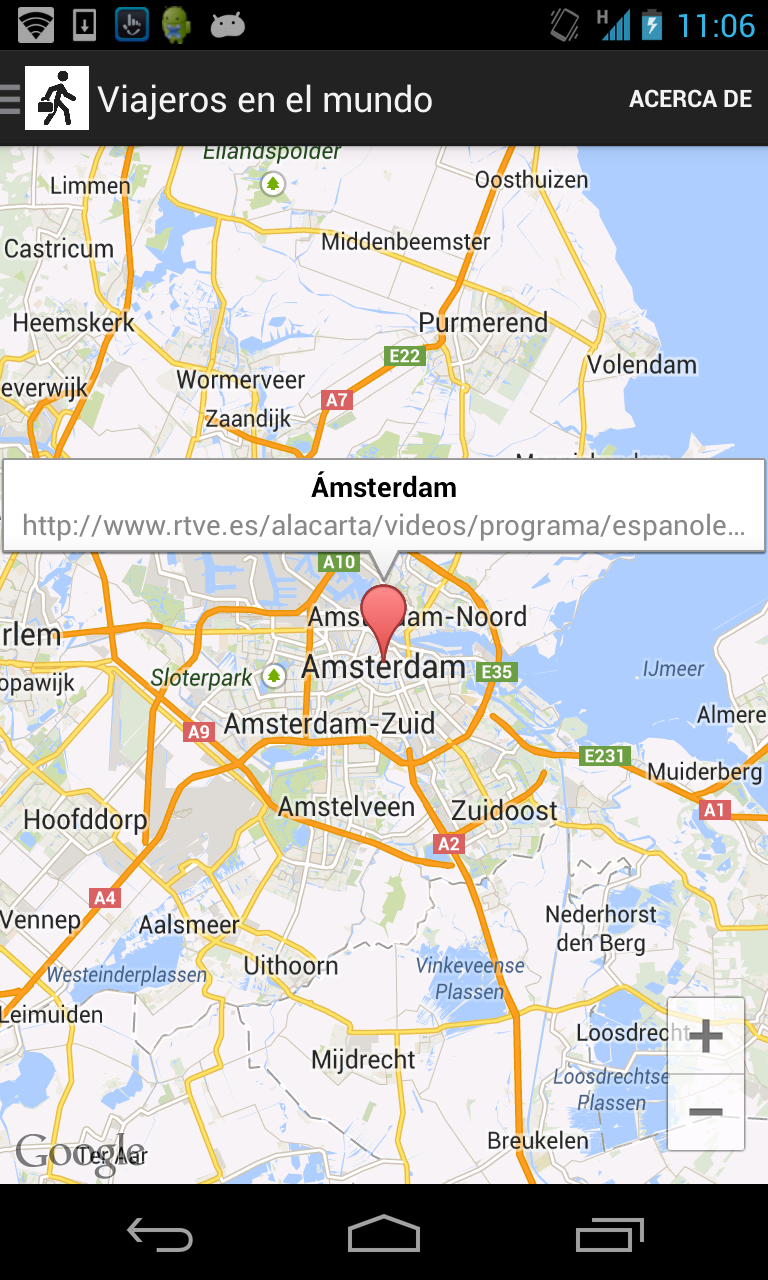 H 11:06
Viajeros en el mundo ACERCA DE
Eilandspolder
Limmen
Oosthuizen
Castricum
Middenbeemster
Heemskerk
Purmerend
E22
Volendam
everwijk
Wormerveer
A7
Zaandijk
Ámsterdam
http://www.rtve.es/alacarta/videos/programa/espanole…
A10
rlem
Amsterdam-Noord
Amsterdam
E35
IJmeer
Sloterpark
opawijk
Almere
A9
Amsterdam-Zuid
E231
Muiderberg
Hoofddorp
Amstelveen
Zuidoost
A1
A2
A4
Vennep
Aalsmeer
Nederhorst
den Berg
Westeinderplassen
Uithoorn
Vinkeveense
Plassen
Leimuiden
Loosdrecht
+
Mijdrecht
Loosdrechtse
Plassen
−
Breukelen
Google
Ter Aar